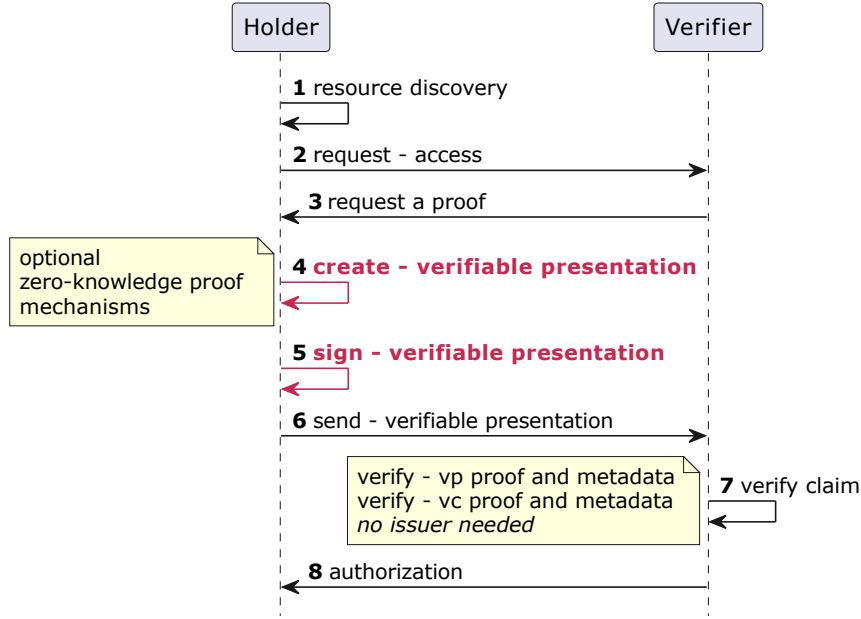 Holder
Verifier
1 resource discovery
2 request - access
3 request a proof
optional
zero-knowledge proof
mechanisms
4 create - verifiable presentation
5 sign - verifiable presentation
6 send - verifiable presentation
verify - vp proof and metadata
verify - vc proof and metadata
no issuer needed
7 verify claim
8 authorization